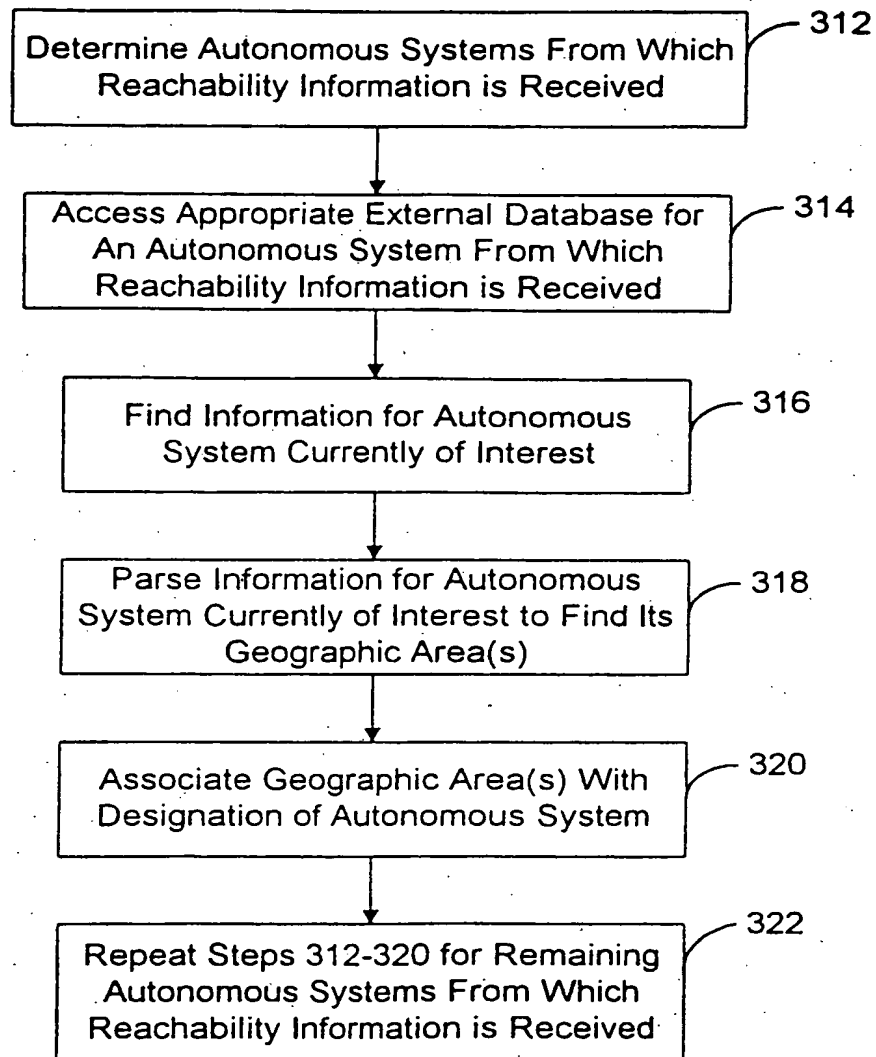 312
Determine Autonomous Systems From Which
Reachability Information is Received
314
Access Appropriate External Database for
An Autonomous System From Which
Reachability Information is Received
316
Find Information for Autonomous
System Currently of Interest
318
Parse Information for Autonomous
System Currently of Interest to Find Its
Geographic Area(s)
320
Associate Geographic Area(s) With
Designation of Autonomous System
322
Repeat Steps 312-320 for Remaining
Autonomous Systems From Which
Reachability Information is Received